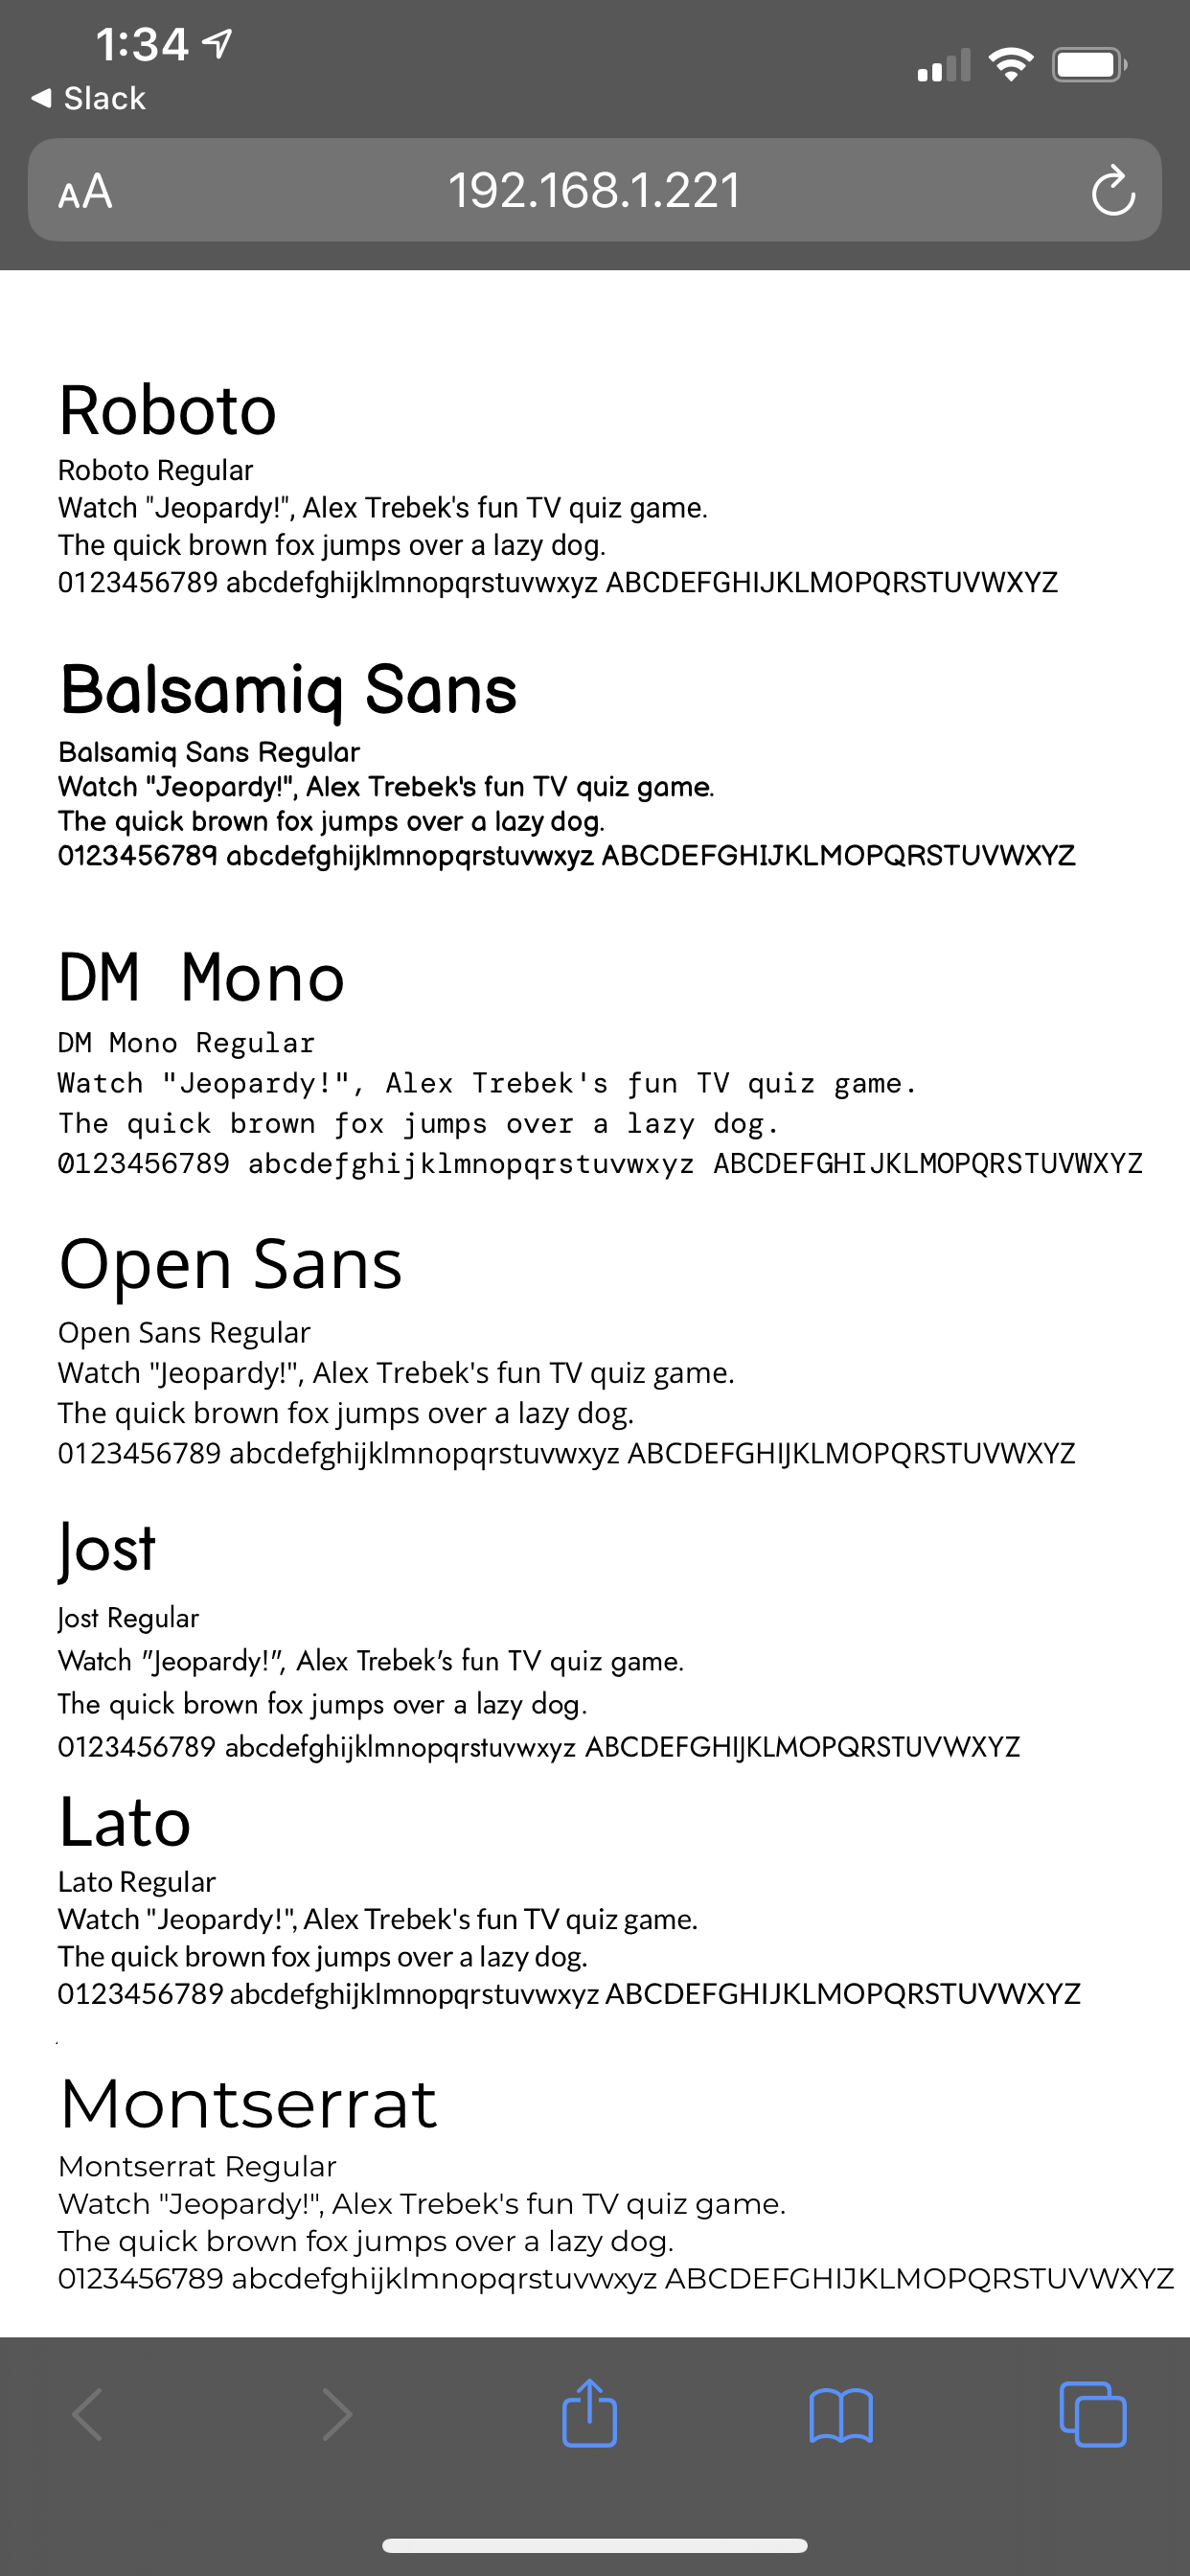 1:34
Slack
AA 192.168.1.221
Roboto
Roboto Regular
Watch "Jeopardy!", Alex Trebek's fun TV quiz game.
The quick brown fox jumps over a lazy dog.
0123456789 abcdefghijklmnopqrstuvwxyz ABCDEFGHIJKLMOPQRSTUVWXYZ
Balsamiq Sans
Balsamiq Sans Regular
Watch "Jeopardy!", Alex Trebek's fun TV quiz game.
The quick brown fox jumps over a lazy dog.
0123456789 abcdefghijklmnopqrstuvwxyz ABCDEFGHIJKLMOPQRSTUVWXYZ
DM Mono
DM Mono Regular
Watch "Jeopardy!", Alex Trebek's fun TV quiz game.
The quick brown fox jumps over a lazy dog.
0123456789 abcdefghijklmnopqrstuvwxyz ABCDEFGHIJKLMOPQRSTUVWXYZ
Open Sans
Open Sans Regular
Watch "Jeopardy!", Alex Trebek's fun TV quiz game.
The quick brown fox jumps over a lazy dog.
0123456789 abcdefghijklmnopqrstuvwxyz ABCDEFGHIJKLMOPQRSTUVWXYZ
Jost
Jost Regular
Watch "Jeopardy!", Alex Trebek's fun TV quiz game.
The quick brown fox jumps over a lazy dog.
0123456789 abcdefghijklmnopqrstuvwxyz ABCDEFGHIJKLMOPQRSTUVWXYZ
Lato
Lato Regular
Watch "Jeopardy!", Alex Trebek's fun TV quiz game.
The quick brown fox jumps over a lazy dog.
0123456789 abcdefghijklmnopqrstuvwxyz ABCDEFGHIJKLMOPQRSTUVWXYZ
Montserrat
Montserrat Regular
Watch "Jeopardy!", Alex Trebek's fun TV quiz game.
The quick brown fox jumps over a lazy dog.
0123456789 abcdefghijklmnopqrstuvwxyz ABCDEFGHIJKLMOPQRSTUVWXYZ